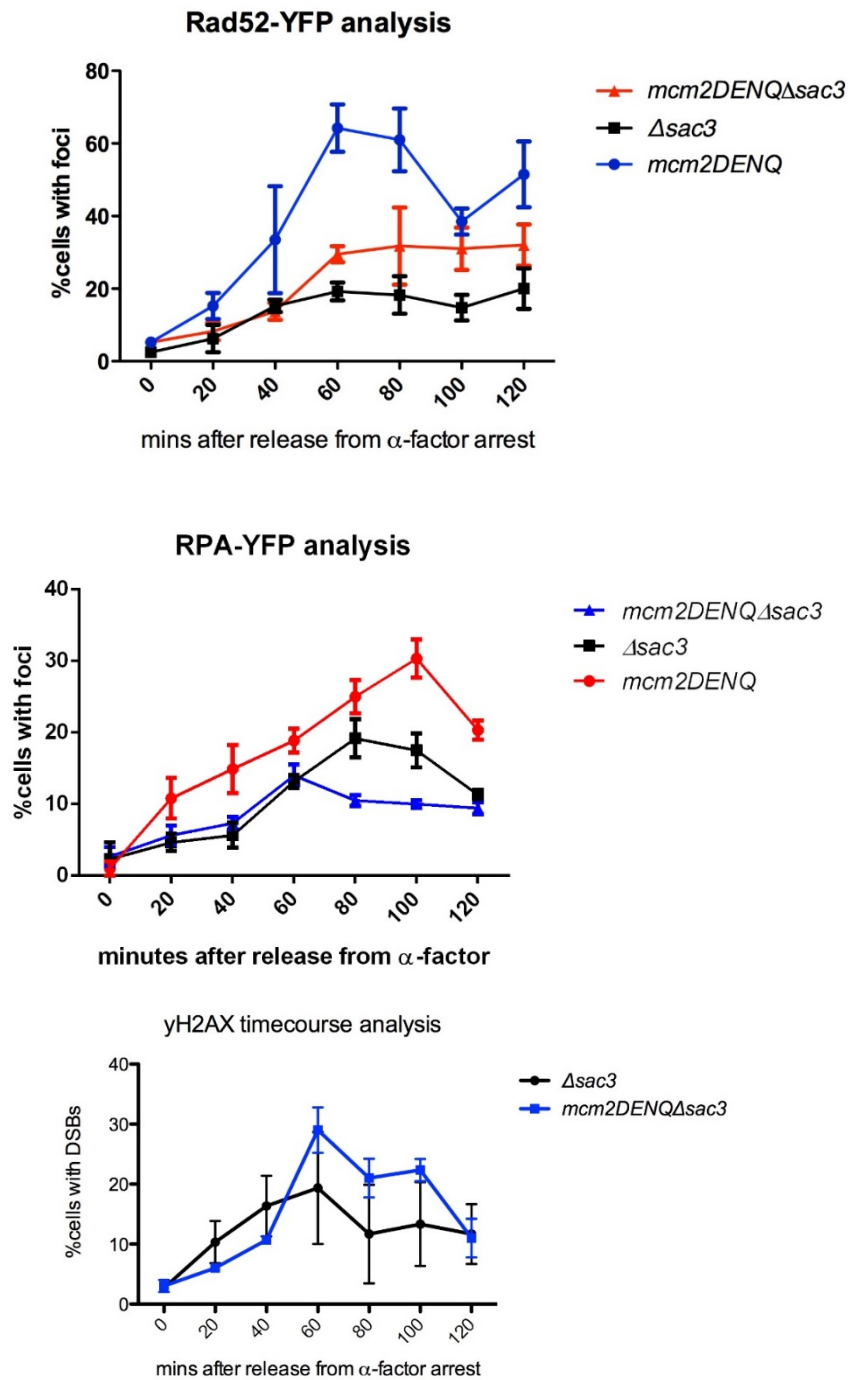 Rad52-YFP analysis
%cells with foci
80
60
40
20
0
0 20 40 60 80 100 120
mins after release from α-factor arrest
mcm2DENQΔsac3
Δsac3
mcm2DENQ
RPA-YFP analysis
%cells with foci
40
30
20
10
0
0 20 40 60 80 100 120
minutes after release from α-factor
mcm2DENQΔsac3
Δsac3
mcm2DENQ
yH2AX timecourse analysis
%cells with DSBs
40
30
20
10
0
0 20 40 60 80 100 120
mins after release from α-factor arrest
Δsac3
mcm2DENQΔsac3